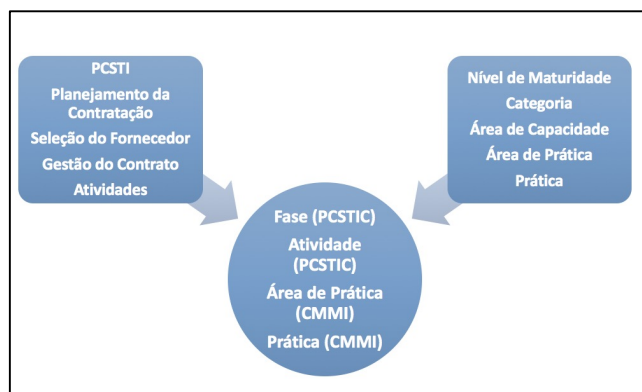 PCSTI
Planejamento da
Contratação
Seleção do Fornecedor
Gestão do Contrato
Atividades
Nível de Maturidade
Categoria
Área de Capacidade
Área de Prática
Prática
Fase (PCSTIC)
Atividade
(PCSTIC)
Área de Prática
(CMMI)
Prática (CMMI)